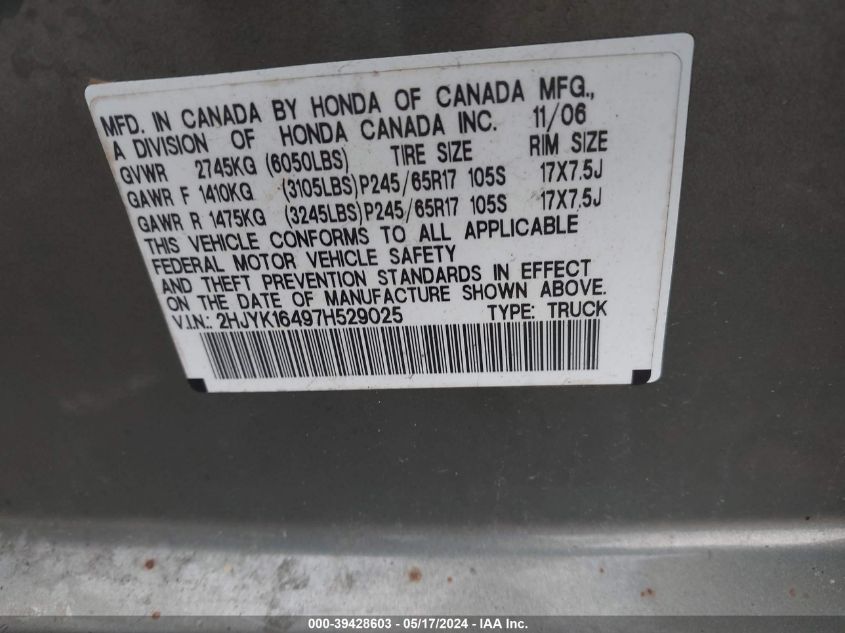 MFD. IN CANADA BY HONDA OF CANADA MFG.,
A DIVISION OF HONDA CANADA INC. 11/06
GVWR 2745KG (6050LBS) TIRE SIZE RIM SIZE
GAWR F 1410KG (3105LBS) P245/65R17 105S 17X7.5J
GAWR R 1475KG (3245LBS) P245/65R17 105S 17X7.5J
THIS VEHICLE CONFORMS TO ALL APPLICABLE
FEDERAL MOTOR VEHICLE SAFETY
AND THEFT PREVENTION STANDARDS IN EFFECT
ON THE DATE OF MANUFACTURE SHOWN ABOVE.
V.I.N.: 2HJYK16497H529025 TYPE: TRUCK
000-39428603 - 05/17/2024 - IAA Inc.